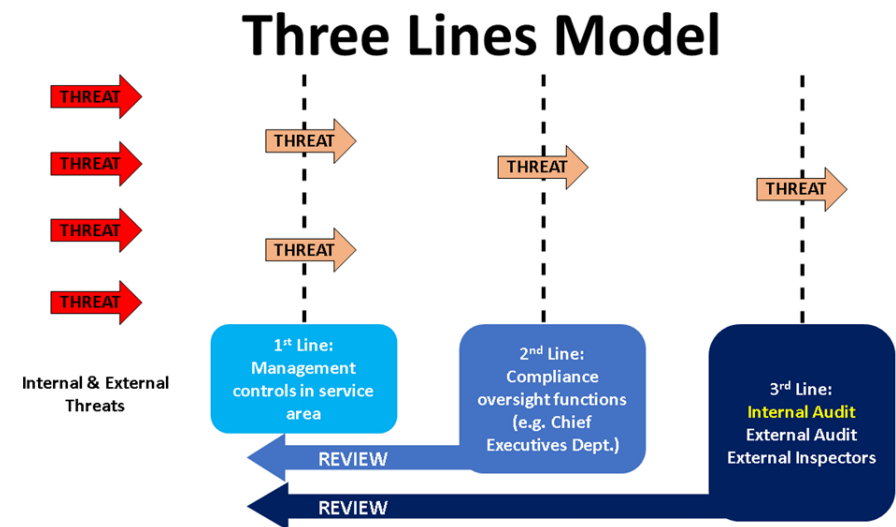 Three Lines Model
THREAT
THREAT
THREAT
THREAT
THREAT
THREAT
THREAT
THREAT
Internal & External
Threats
1st Line:
Management
controls in service
area
2nd Line:
Compliance
oversight functions
(e.g. Chief
Executives Dept.)
3rd Line:
Internal Audit
External Audit
External Inspectors
REVIEW
REVIEW